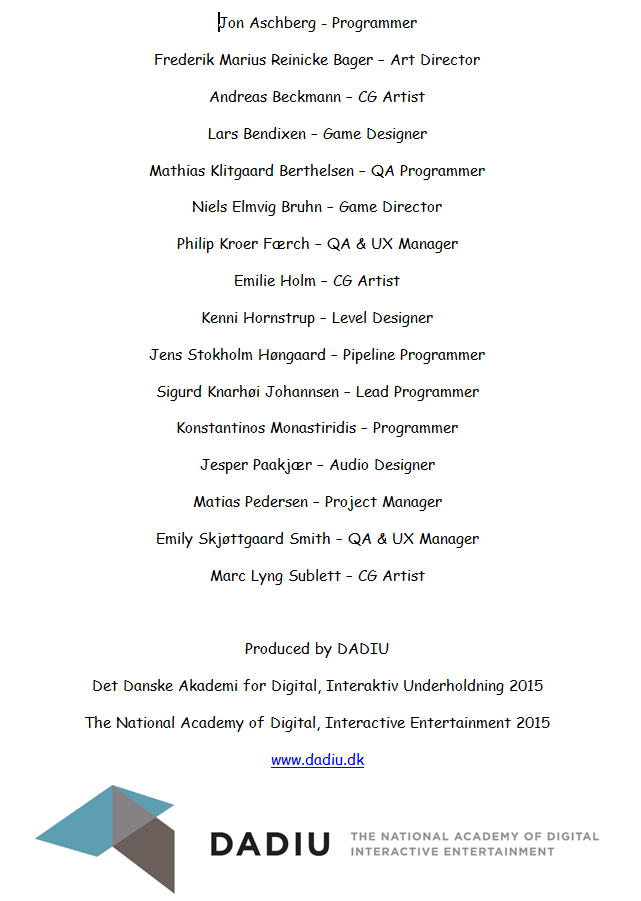 Jon Aschberg - Programmer
Frederik Marius Reinicke Bager – Art Director
Andreas Beckmann – CG Artist
Lars Bendixen – Game Designer
Mathias Klitgaard Berthelsen – QA Programmer
Niels Elmvig Bruhn – Game Director
Philip Kroer Færch – QA & UX Manager
Emilie Holm – CG Artist
Kenni Hornstrup – Level Designer
Jens Stokholm Høngaard – Pipeline Programmer
Sigurd Knarhøi Johannsen – Lead Programmer
Konstantinos Monastiridis – Programmer
Jesper Paakjær – Audio Designer
Matias Pedersen – Project Manager
Emily Skjøttgaard Smith – QA & UX Manager
Marc Lyng Sublett – CG Artist
Produced by DADIU
Det Danske Akademi for Digital, Interaktiv Underholdning 2015
The National Academy of Digital, Interactive Entertainment 2015
www.dadiu.dk
DADIU
THE NATIONAL ACADEMY OF DIGITAL
INTERACTIVE ENTERTAINMENT